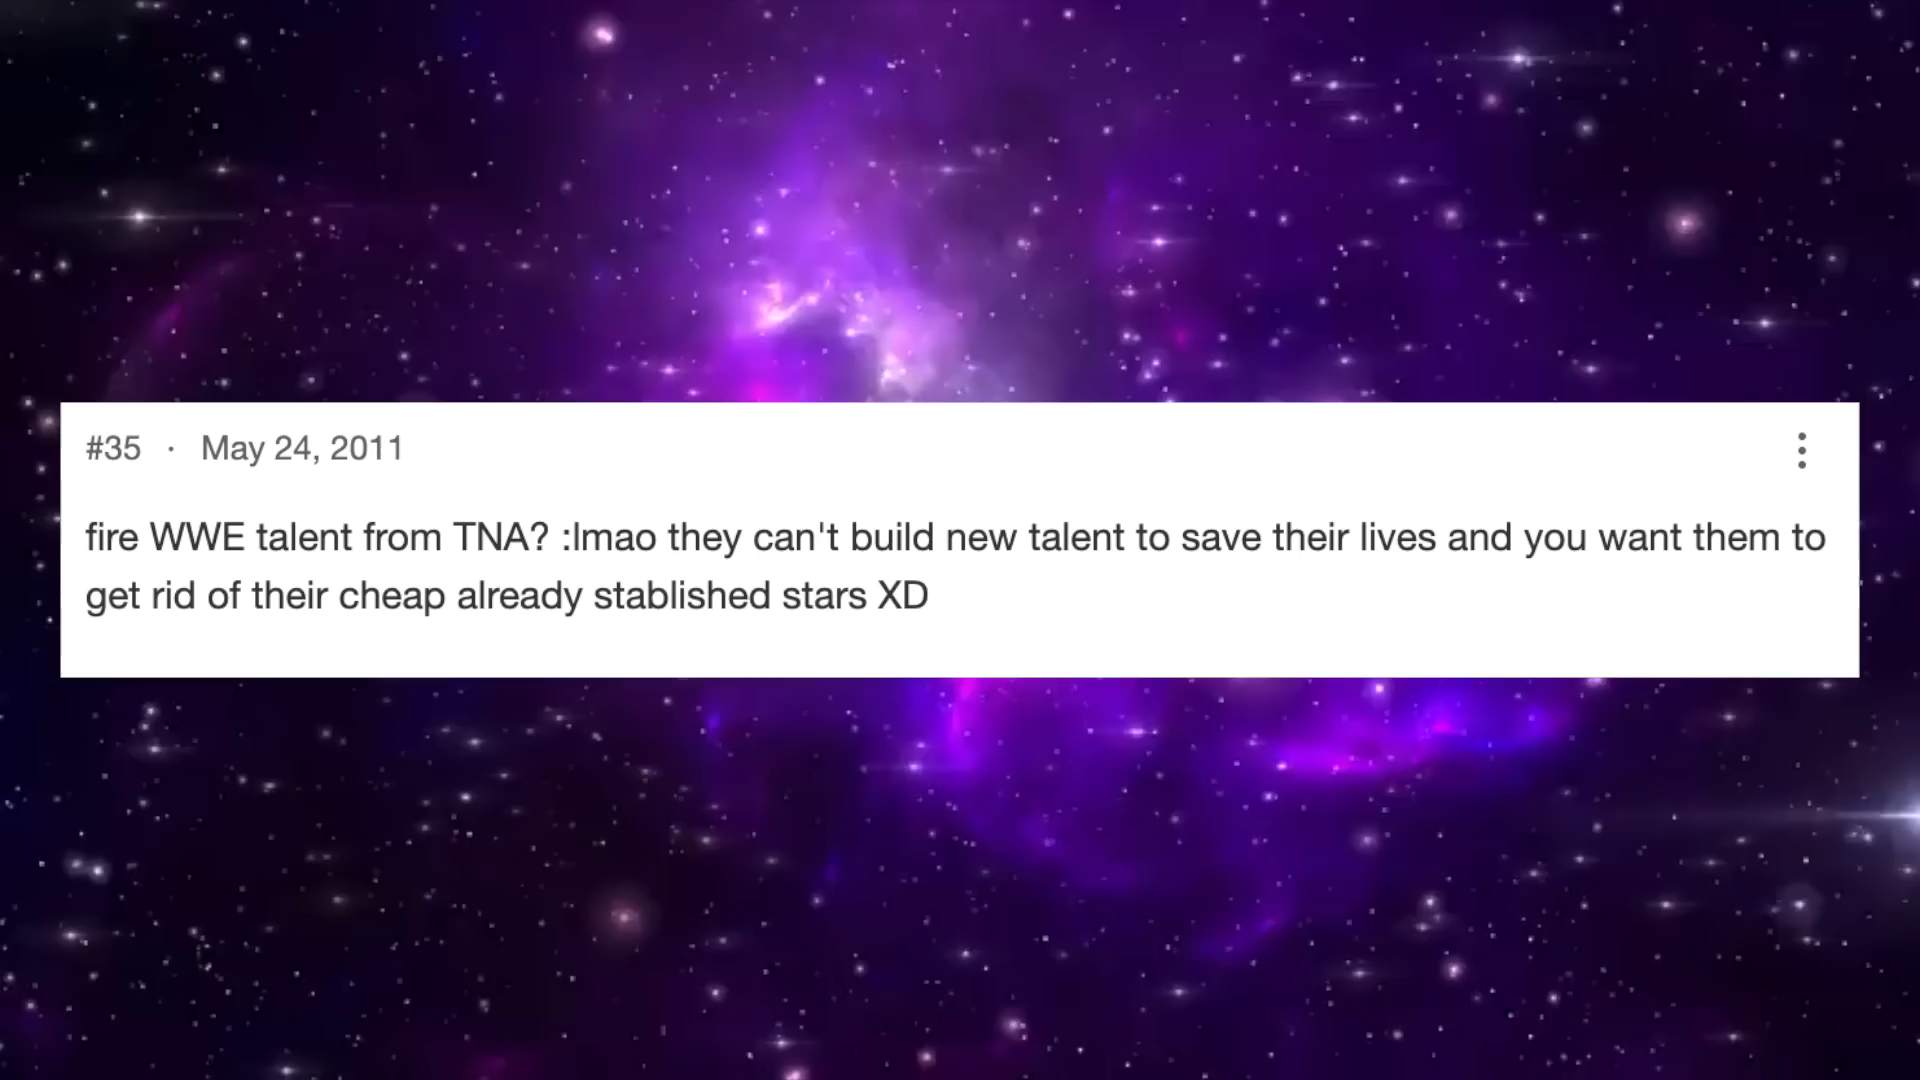 #35 · May 24, 2011
fire WWE talent from TNA? :lmao they can't build new talent to save their lives and you want them to
get rid of their cheap already stablished stars XD